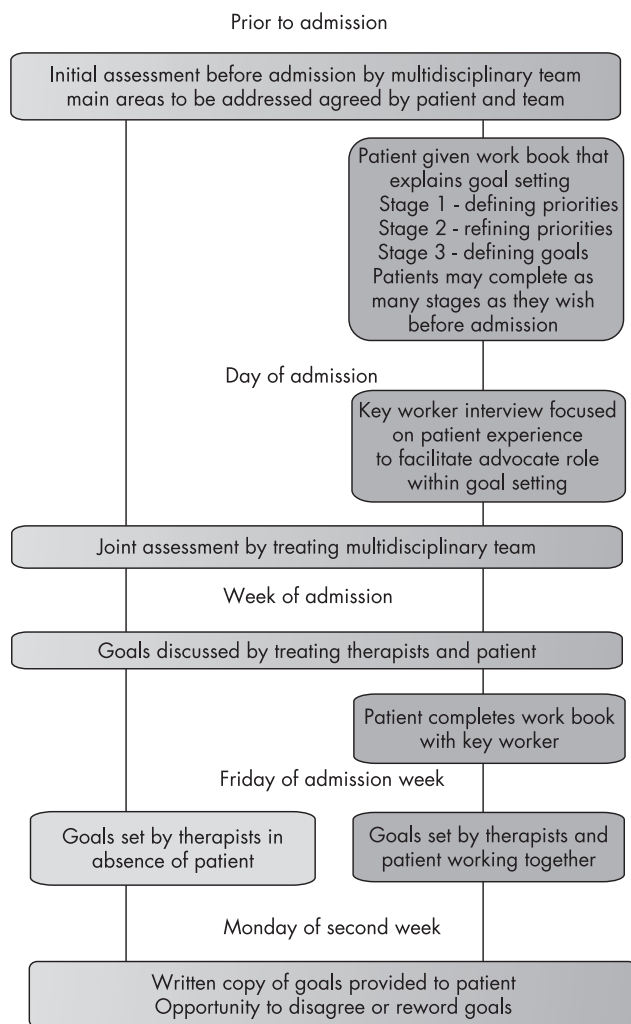 Prior to admission
Initial assessment before admission by multidisciplinary team
main areas to be addressed agreed by patient and team
Patient given work book that
explains goal setting
Stage 1 - defining priorities
Stage 2 - refining priorities
Stage 3 - defining goals
Patients may complete as
many stages as they wish
before admission
Day of admission
Key worker interview focused
on patient experience
to facilitate advocate role
within goal setting
Joint assessment by treating multidisciplinary team
Week of admission
Goals discussed by treating therapists and patient
Patient completes work book
with key worker
Friday of admission week
Goals set by therapists in
absence of patient
Goals set by therapists and
patient working together
Monday of second week
Written copy of goals provided to patient
Opportunity to disagree or reword goals